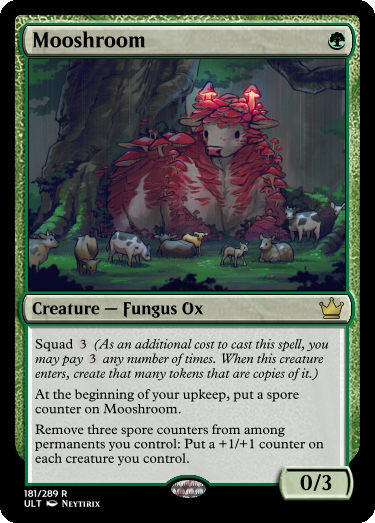 Mooshroom
Creature — Fungus Ox
Squad 3 (As an additional cost to cast this spell, you
may pay 3 any number of times. When this creature
enters, create that many tokens that are copies of it.)
At the beginning of your upkeep, put a spore
counter on Mooshroom.
Remove three spore counters from among
permanents you control: Put a +1/+1 counter on
each creature you control.
0/3
181/289 R
ULT Neytirix